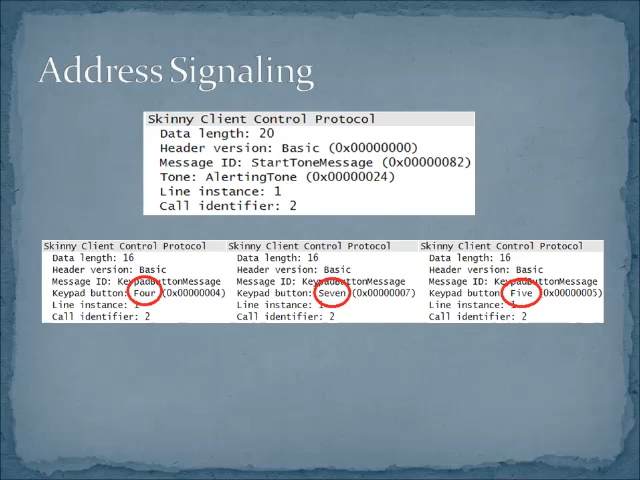 Address Signaling
Skinny Client Control Protocol
Data length: 20
Header version: Basic (0x00000000)
Message ID: StartToneMessage (0x00000082)
Tone: AlertingTone (0x00000024)
Line instance: 1
Call identifier: 2
Skinny Client Control Protocol
Data length: 16
Header version: Basic
Message ID: KeypadButtonMessage
Keypad button: Four (0x00000004)
Line instance: 1
Call identifier: 2
Skinny Client Control Protocol
Data length: 16
Header version: Basic
Message ID: KeypadButtonMessage
Keypad button: Seven (0x00000007)
Line instance: 1
Call identifier: 2
Skinny Client Control Protocol
Data length: 16
Header version: Basic
Message ID: KeypadButtonMessage
Keypad button: Five (0x00000005)
Line instance: 1
Call identifier: 2